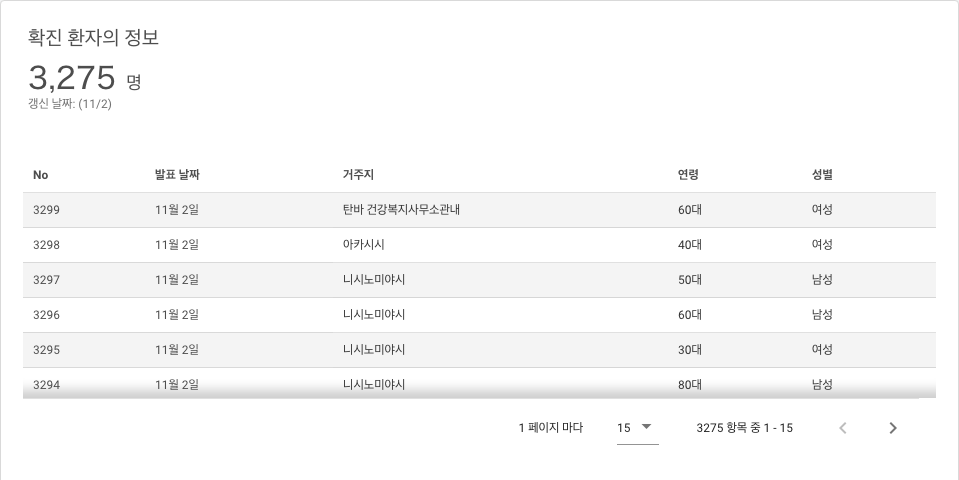 확진 환자의 정보
3,275 명
갱신 날짜: (11/2)
No 발표 날짜 거주지 연령 성별
3299 11월 2일 탄바 건강복지사무소관내 60대 여성
3298 11월 2일 아카시시 40대 여성
3297 11월 2일 니시노미야시 50대 남성
3296 11월 2일 니시노미야시 60대 남성
3295 11월 2일 니시노미야시 30대 여성
3294 11월 2일 니시노미야시 80대 남성
1 페이지 마다 15 3275 항목 중 1 - 15